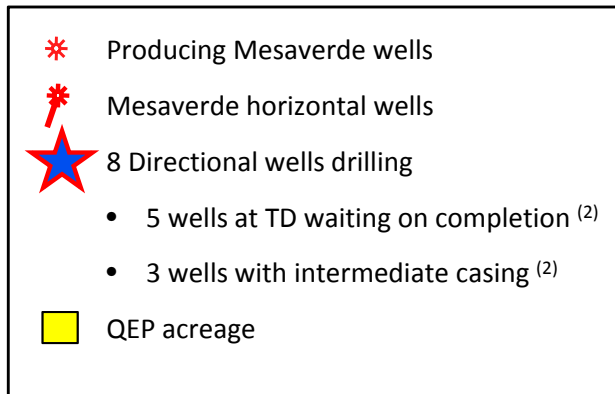 Producing Mesaverde wells
Mesaverde horizontal wells
8 Directional wells drilling
• 5 wells at TD waiting on completion (2)
• 3 wells with intermediate casing (2)
QEP acreage